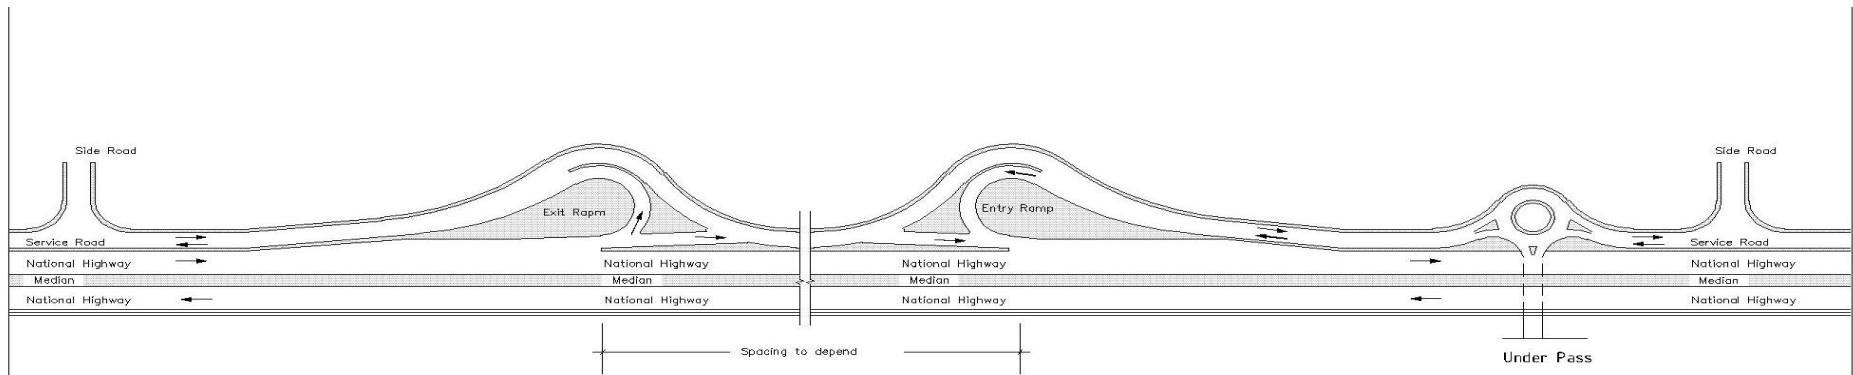 Side Road
Side Road
Exit Rapm
Entry Ramp
Service Road
Service Road
National Highway
National Highway
National Highway
National Highway
Median
Median
Median
Median
National Highway
National Highway
National Highway
National Highway
Spacing to depend
Under Pass